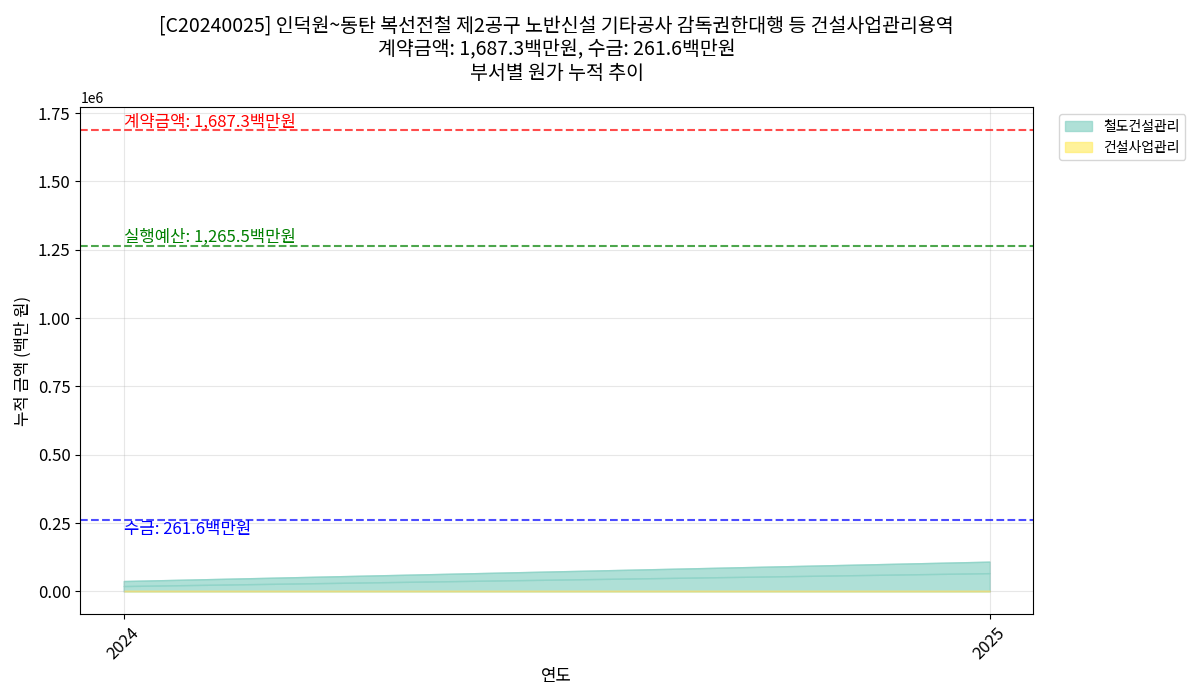 [C20240025] 인덕원~동탄 복선전철 제2공구 노반신설 기타공사 감독권한대행 등 건설사업관리용역
계약금액: 1,687.3백만원, 수금: 261.6백만원
부서별 원가 누적 추이
1e6
1.75
계약금액: 1,687.3백만원
철도건설관리
건설사업관리
1.50
실행예산: 1,265.5백만원
1.25
1.00
누적 금액 (백만 원)
0.75
0.50
0.25
수금: 261.6백만원
0.00
2024
2025
연도